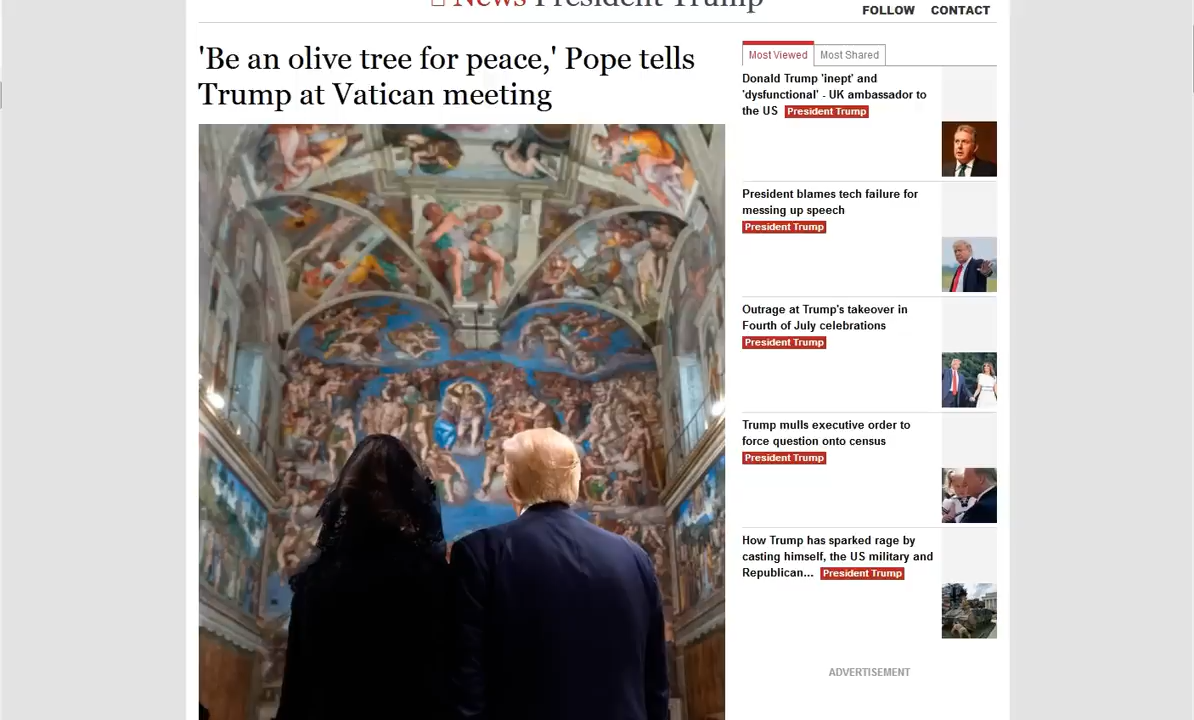 News President Trump
FOLLOW CONTACT
'Be an olive tree for peace,' Pope tells
Trump at Vatican meeting
Most Viewed Most Shared
Donald Trump 'inept' and
'dysfunctional' - UK ambassador to
the US President Trump
President blames tech failure for
messing up speech
President Trump
Outrage at Trump's takeover in
Fourth of July celebrations
President Trump
Trump mulls executive order to
force question onto census
President Trump
How Trump has sparked rage by
casting himself, the US military and
Republican... President Trump
ADVERTISEMENT